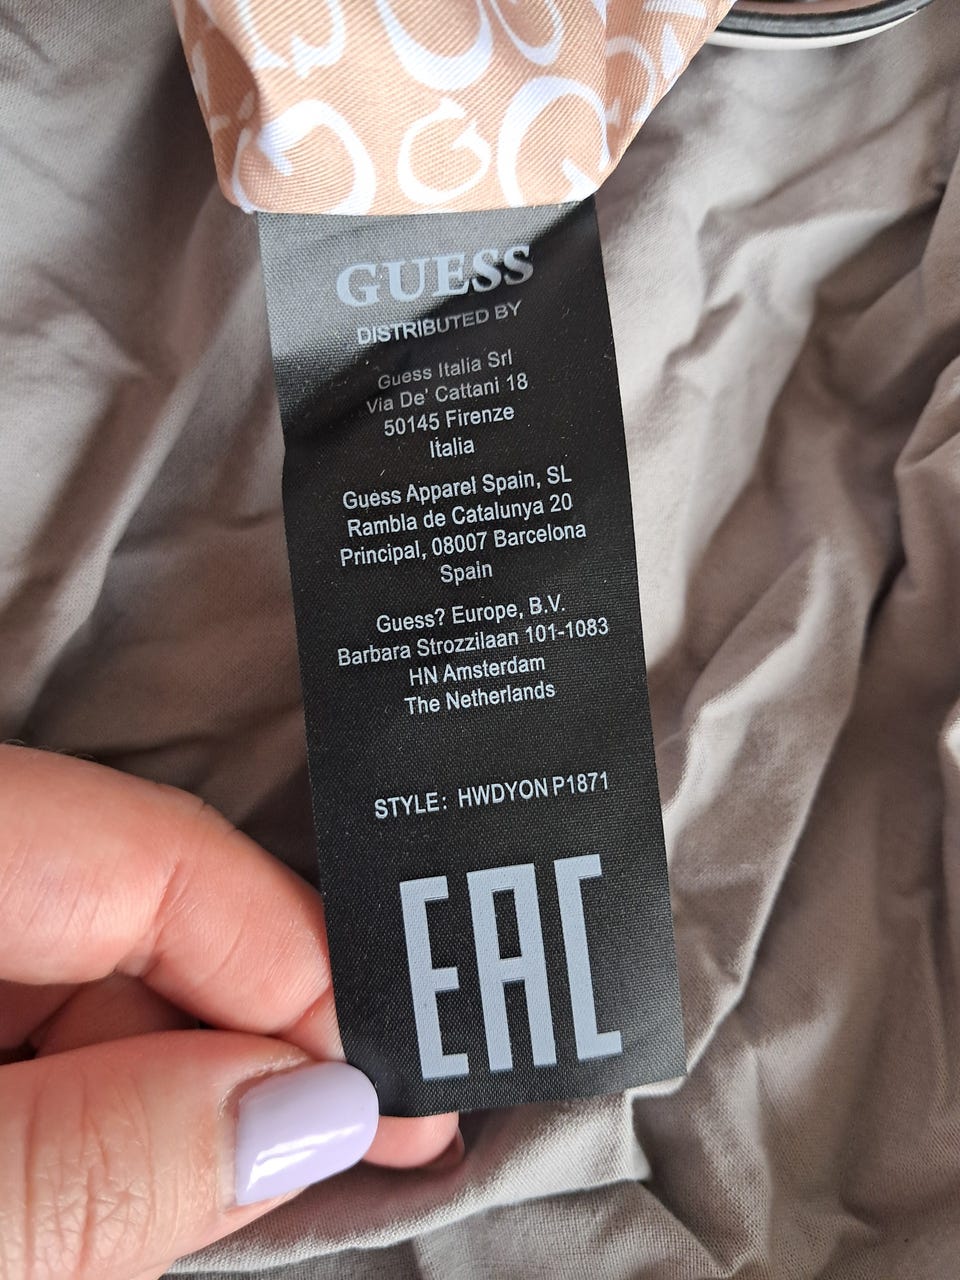 GUESS
DISTRIBUTED BY
Guess Italia Srl
Via De' Cattani 18
50145 Firenze
Italia
Guess Apparel Spain, SL
Rambla de Catalunya 20
Principal, 08007 Barcelona
Spain
Guess? Europe, B.V.
Barbara Strozzilaan 101-1083
HN Amsterdam
The Netherlands
STYLE: HWDYON P1871
EAC